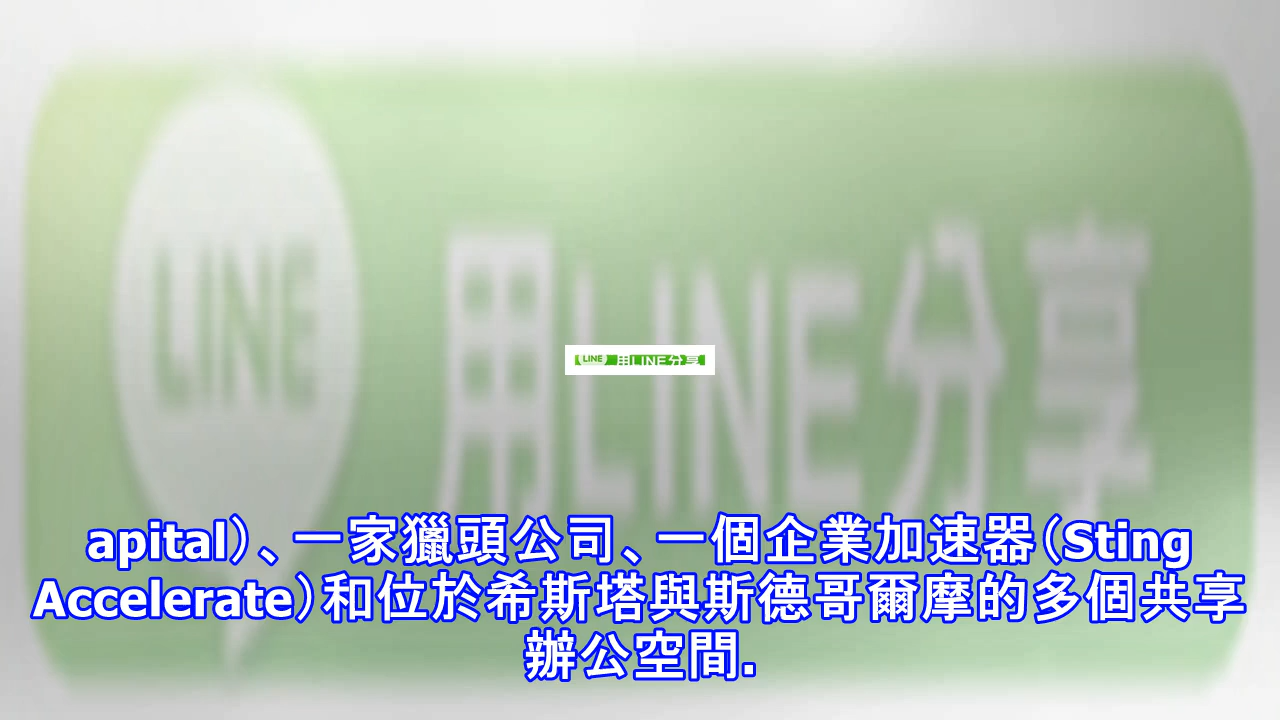 LINE
用LINE分享
LINE 用LINE分享
apital）、一家獵頭公司、一個企業加速器（Sting
Accelerate）和位於希斯塔與斯德哥爾摩的多個共享
辦公空間.